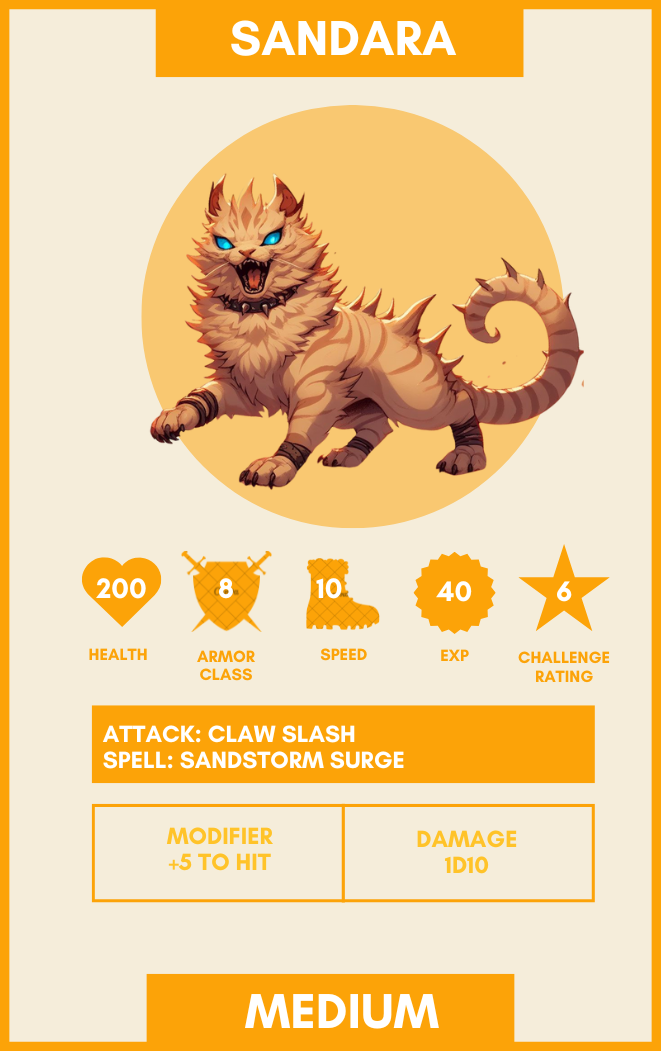 SANDARA
200
8
10
40
6
HEALTH
ARMOR
CLASS
SPEED
EXP
CHALLENGE
RATING
ATTACK: CLAW SLASH
SPELL: SANDSTORM SURGE
MODIFIER
+5 TO HIT
DAMAGE
1D10
MEDIUM